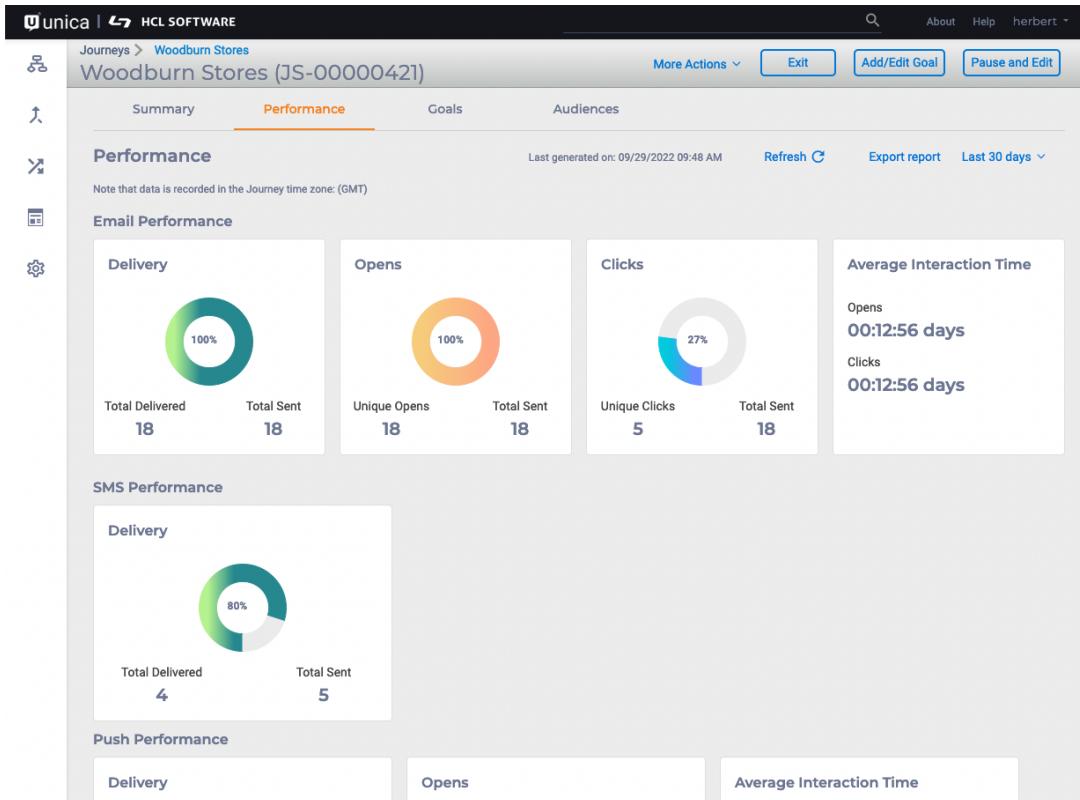 unica | HCL SOFTWARE
About Help herbert
Journeys > Woodburn Stores
Woodburn Stores (JS-00000421)
More Actions
Exit
Add/Edit Goal
Pause and Edit
Summary
Performance
Goals
Audiences
Performance
Last generated on: 09/29/2022 09:48 AM
Refresh
Export report
Last 30 days
Note that data is recorded in the Journey time zone: (GMT)
Email Performance
Delivery
100%
Total Delivered Total Sent
18 18
Opens
100%
Unique Opens Total Sent
18 18
Clicks
27%
Unique Clicks Total Sent
5 18
Average Interaction Time
Opens
00:12:56 days
Clicks
00:12:56 days
SMS Performance
Delivery
80%
Total Delivered Total Sent
4 5
Push Performance
Delivery
Opens
Average Interaction Time